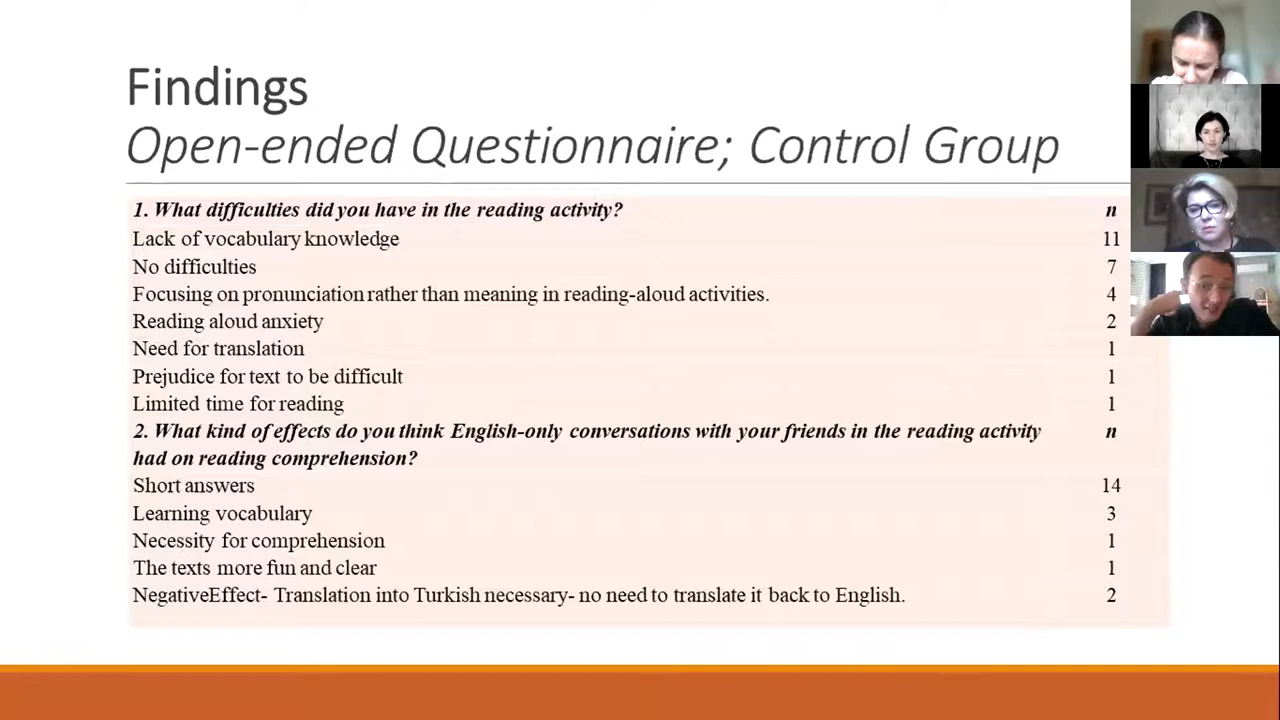 Findings
Open-ended Questionnaire; Control Group
1. What difficulties did you have in the reading activity? n
Lack of vocabulary knowledge 11
No difficulties 7
Focusing on pronunciation rather than meaning in reading-aloud activities. 4
Reading aloud anxiety 2
Need for translation 1
Prejudice for text to be difficult 1
Limited time for reading 1
2. What kind of effects do you think English-only conversations with your friends in the reading activity n
had on reading comprehension?
Short answers 14
Learning vocabulary 3
Necessity for comprehension 1
The texts more fun and clear 1
NegativeEffect- Translation into Turkish necessary- no need to translate it back to English. 2